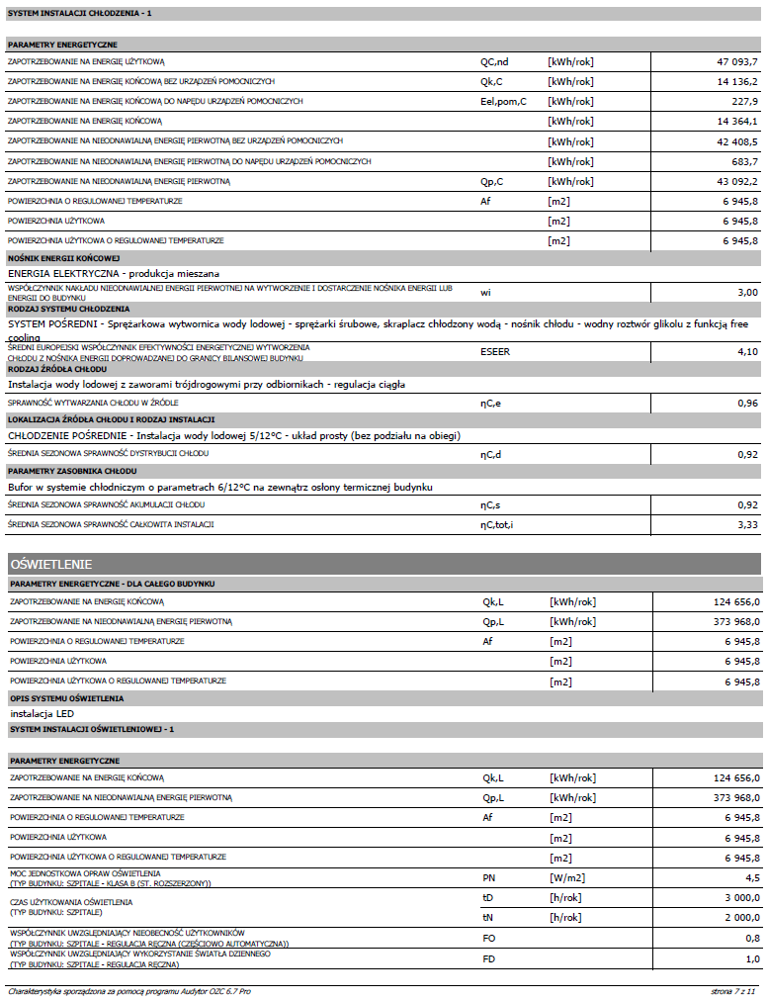 SYSTEM INSTALACJI CHŁODZENIA - 1
PARAMETRY ENERGETYCZNE
ZAPOTRZEBOWANIE NA ENERGIĘ UŻYTKOWĄ QC,nd [kWh/rok] 47 093,7
ZAPOTRZEBOWANIE NA ENERGIĘ KOŃCOWĄ BEZ URZĄDZEŃ POMOCNICZYCH Qk,C [kWh/rok] 14 136,2
ZAPOTRZEBOWANIE NA ENERGIĘ KOŃCOWĄ DO NAPĘDU URZĄDZEŃ POMOCNICZYCH Eel,pom,C [kWh/rok] 227,9
ZAPOTRZEBOWANIE NA ENERGIĘ KOŃCOWĄ [kWh/rok] 14 364,1
ZAPOTRZEBOWANIE NA NIEODNAWIALNĄ ENERGIĘ PIERWOTNĄ BEZ URZĄDZEŃ POMOCNICZYCH [kWh/rok] 42 408,5
ZAPOTRZEBOWANIE NA NIEODNAWIALNĄ ENERGIĘ PIERWOTNĄ DO NAPĘDU URZĄDZEŃ POMOCNICZYCH [kWh/rok] 683,7
ZAPOTRZEBOWANIE NA NIEODNAWIALNĄ ENERGIĘ PIERWOTNĄ Qp,C [kWh/rok] 43 092,2
POWIERZCHNIA O REGULOWANEJ TEMPERATURZE Af [m2] 6 945,8
POWIERZCHNIA UŻYTKOWA [m2] 6 945,8
POWIERZCHNIA UŻYTKOWA O REGULOWANEJ TEMPERATURZE [m2] 6 945,8
NOŚNIK ENERGII KOŃCOWEJ
ENERGIA ELEKTRYCZNA - produkcja mieszana
WSPÓŁCZYNNIK NAKŁADU NIEODNAWIALNEJ ENERGII PIERWOTNEJ NA WYTWORZENIE I DOSTARCZENIE NOŚNIKA ENERGII LUB
ENERGII DO BUDYNKU wi 3,00
RODZAJ SYSTEMU CHŁODZENIA
SYSTEM POŚREDNI - Sprężarkowa wytwornica wody lodowej - sprężarki śrubowe, skraplacz chłodzony wodą - nośnik chłodu - wodny roztwór glikolu z funkcją free
cooling
ŚREDNI EUROPEJSKI WSPÓŁCZYNNIK EFEKTYWNOŚCI ENERGETYCZNEJ WYTWORZENIA
CHŁODU Z NOŚNIKA ENERGII DOPROWADZANEJ DO GRANICY BILANSOWEJ BUDYNKU ESEER 4,10
RODZAJ ŹRÓDŁA CHŁODU
Instalacja wody lodowej z zaworami trójdrogowymi przy odbiornikach - regulacja ciągła
SPRAWNOŚĆ WYTWARZANIA CHŁODU W ŹRÓDLE ηC,e 0,96
LOKALIZACJA ŹRÓDŁA CHŁODU I RODZAJ INSTALACJI
CHŁODZENIE POŚREDNIE - Instalacja wody lodowej 5/12°C - układ prosty (bez podziału na obiegi)
ŚREDNIA SEZONOWA SPRAWNOŚĆ DYSTRYBUCJI CHŁODU ηC,d 0,92
PARAMETRY ZASOBNIKA CHŁODU
Bufor w systemie chłodniczym o parametrach 6/12°C na zewnątrz osłony termicznej budynku
ŚREDNIA SEZONOWA SPRAWNOŚĆ AKUMULACJI CHŁODU ηC,s 0,92
ŚREDNIA SEZONOWA SPRAWNOŚĆ CAŁKOWITA INSTALACJI ηC,tot,i 3,33
OŚWIETLENIE
PARAMETRY ENERGETYCZNE - DLA CAŁEGO BUDYNKU
ZAPOTRZEBOWANIE NA ENERGIĘ KOŃCOWĄ Qk,L [kWh/rok] 124 656,0
ZAPOTRZEBOWANIE NA NIEODNAWIALNĄ ENERGIĘ PIERWOTNĄ Qp,L [kWh/rok] 373 968,0
POWIERZCHNIA O REGULOWANEJ TEMPERATURZE Af [m2] 6 945,8
POWIERZCHNIA UŻYTKOWA [m2] 6 945,8
POWIERZCHNIA UŻYTKOWA O REGULOWANEJ TEMPERATURZE [m2] 6 945,8
OPIS SYSTEMU OŚWIETLENIA
instalacja LED
SYSTEM INSTALACJI OŚWIETLENIOWEJ - 1
PARAMETRY ENERGETYCZNE
ZAPOTRZEBOWANIE NA ENERGIĘ KOŃCOWĄ Qk,L [kWh/rok] 124 656,0
ZAPOTRZEBOWANIE NA NIEODNAWIALNĄ ENERGIĘ PIERWOTNĄ Qp,L [kWh/rok] 373 968,0
POWIERZCHNIA O REGULOWANEJ TEMPERATURZE Af [m2] 6 945,8
POWIERZCHNIA UŻYTKOWA [m2] 6 945,8
POWIERZCHNIA UŻYTKOWA O REGULOWANEJ TEMPERATURZE [m2] 6 945,8
MOC JEDNOSTKOWA OPRAW OŚWIETLENIA
(TYP BUDYNKU: SZPITALE - KLASA B (ST. ROZSZERZONY)) PN [W/m2] 4,5
CZAS UŻYTKOWANIA OŚWIETLENIA
(TYP BUDYNKU: SZPITALE) tD [h/rok] 3 000,0
tN [h/rok] 2 000,0
WSPÓŁCZYNNIK UWZGLĘDNIAJĄCY NIEOBECNOŚĆ UŻYTKOWNIKÓW
(TYP BUDYNKU: SZPITALE - REGULACJA RĘCZNA (CZĘŚCIOWO AUTOMATYCZNA)) FO 0,8
WSPÓŁCZYNNIK UWZGLĘDNIAJĄCY WYKORZYSTANIE ŚWIATŁA DZIENNEGO
(TYP BUDYNKU: SZPITALE - REGULACJA RĘCZNA) FD 1,0
Charakterystyka sporządzona za pomocą programu Audytor OZC 6.7 Pro strona 7 z 11